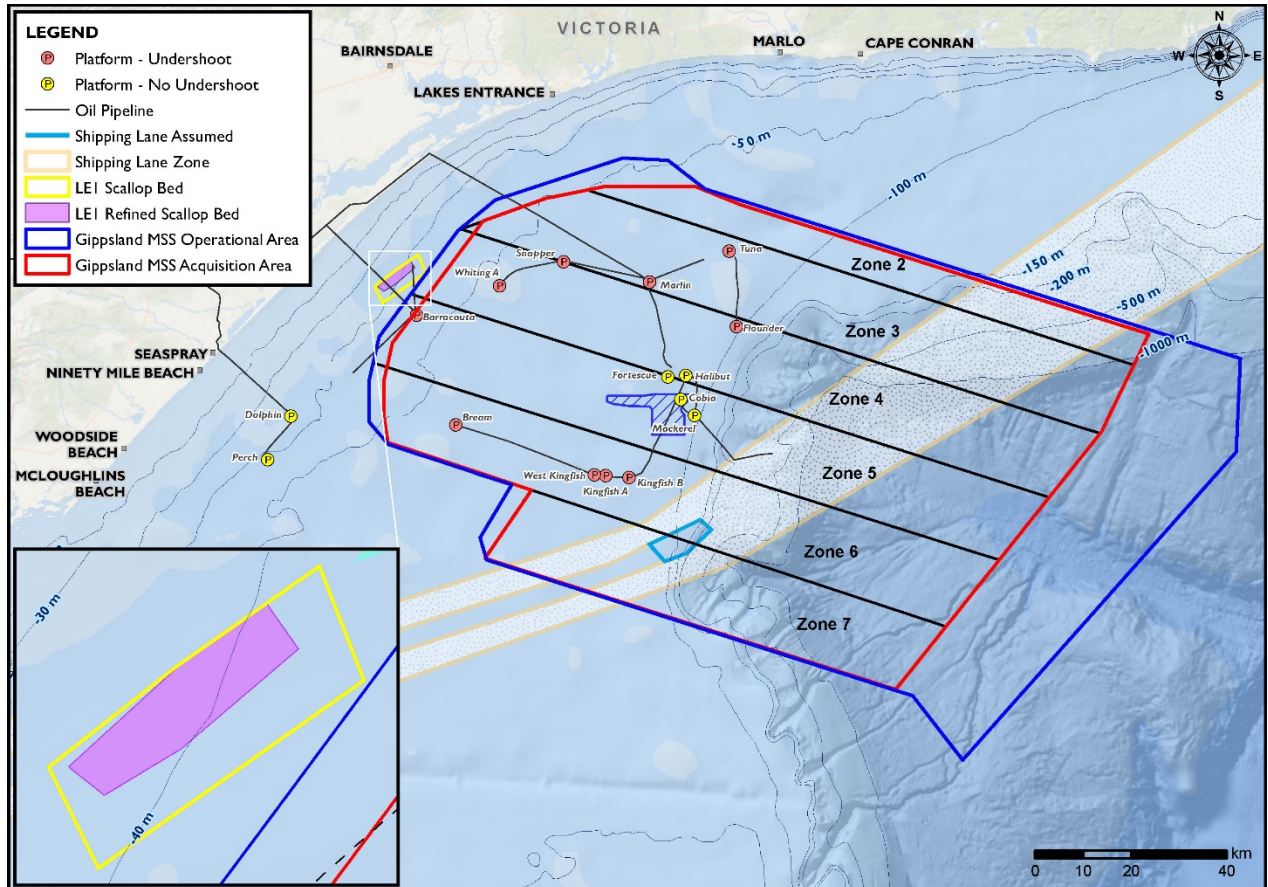 LEGEND
P Platform - Undershoot
P Platform - No Undershoot
Oil Pipeline
Shipping Lane Assumed
Shipping Lane Zone
LE1 Scallop Bed
LE1 Refined Scallop Bed
Gippsland MSS Operational Area
Gippsland MSS Acquisition Area
VICTORIA
BAIRNSDALE
MARLO
CAPE CONRAN
LAKES ENTRANCE
N
W
E
S
-50 m
-100 m
-150 m
-200 m
-500 m
-1000 m
P Tuna
Zone 2
P Snapper
Whiting A P
P Marlin
P Barracouta
P Flounder
Zone 3
SEASPRAY
NINETY MILE BEACH
Fortescue P
P Halibut
P Cobia
Zone 4
Dolphin P
P Mackerel
Bream P
WOODSIDE
BEACH
Perch P
MCLOUGHLINS
BEACH
Zone 5
West Kingfish P
P Kingfish A
P Kingfish B
Zone 6
Zone 7
-30 m
-40 m
km
0 10 20 40